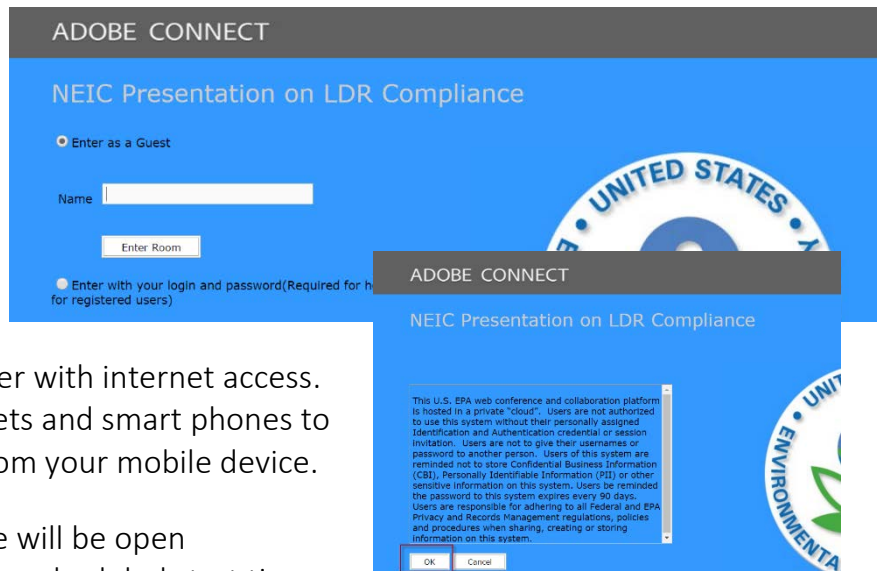 ADOBE CONNECT
NEIC Presentation on LDR Compliance
Enter as a Guest
Name
Enter Room
Enter with your login and password(Required for
for registered users)
UNITED STATES
ADOBE CONNECT
NEIC Presentation on LDR Compliance
This U.S. EPA web conference and collaboration platform
is hosted in a private "cloud". Users are not authorized
to use this system without their personally assigned
Identification and Authentication credential or session
invitation. Users are not to give their usernames or
password to another person. Users of this system are
reminded not to store Confidential Business Information
(CBI), Personally Identifiable Information (PII) or other
sensitive information on this system. Users be reminded
the password to this system expires every 90 days.
Users are responsible for adhering to all Federal and EPA
Privacy and Records Management regulations, policies
and procedures when sharing, creating or storing
information on this system.
OK Cancel
with internet access.
and smart phones to
your mobile device.
will be open